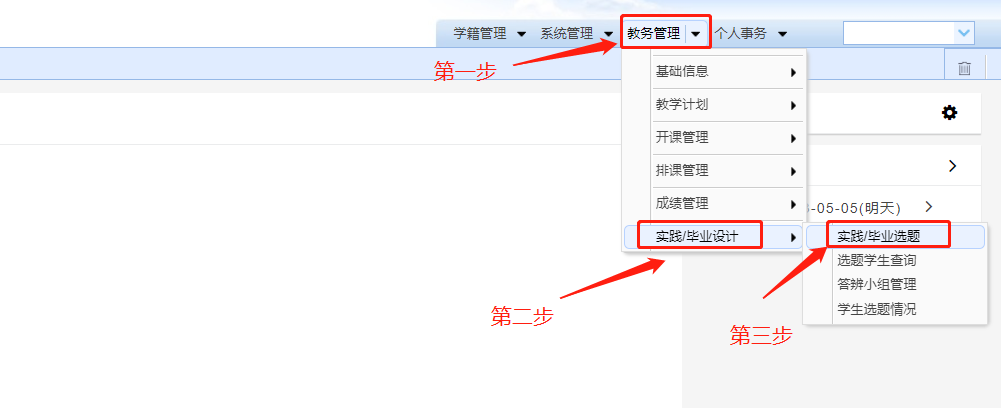 学籍管理 系统管理 教务管理 个人事务
第一步
基础信息
教学计划
开课管理
排课管理
成绩管理
-05-05(明天)
实践/毕业设计
实践/毕业选题
选题学生查询
答辨小组管理
学生选题情况
第二步
第三步